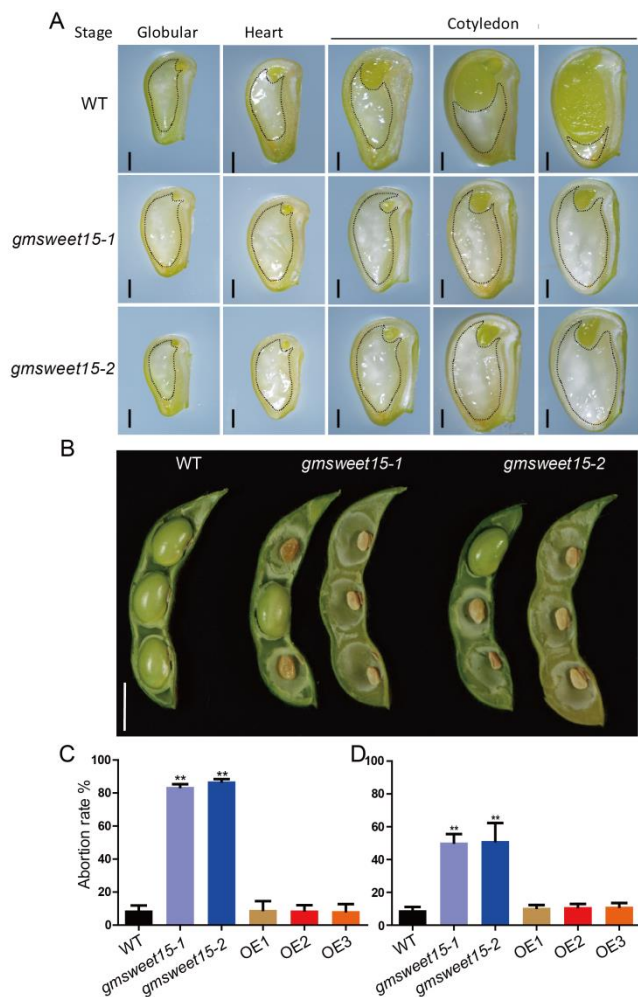 A
Stage Globular Heart Cotyledon
WT
gmsweet15-1
gmsweet15-2
B
WT gmsweet15-1 gmsweet15-2
C D
Abortion rate %
100
80
60
40
20
0
** **
WT gmsweet15-1 gmsweet15-2 OE1 OE2 OE3
100
80
60
40
20
0
** **
WT gmsweet15-1 gmsweet15-2 OE1 OE2 OE3